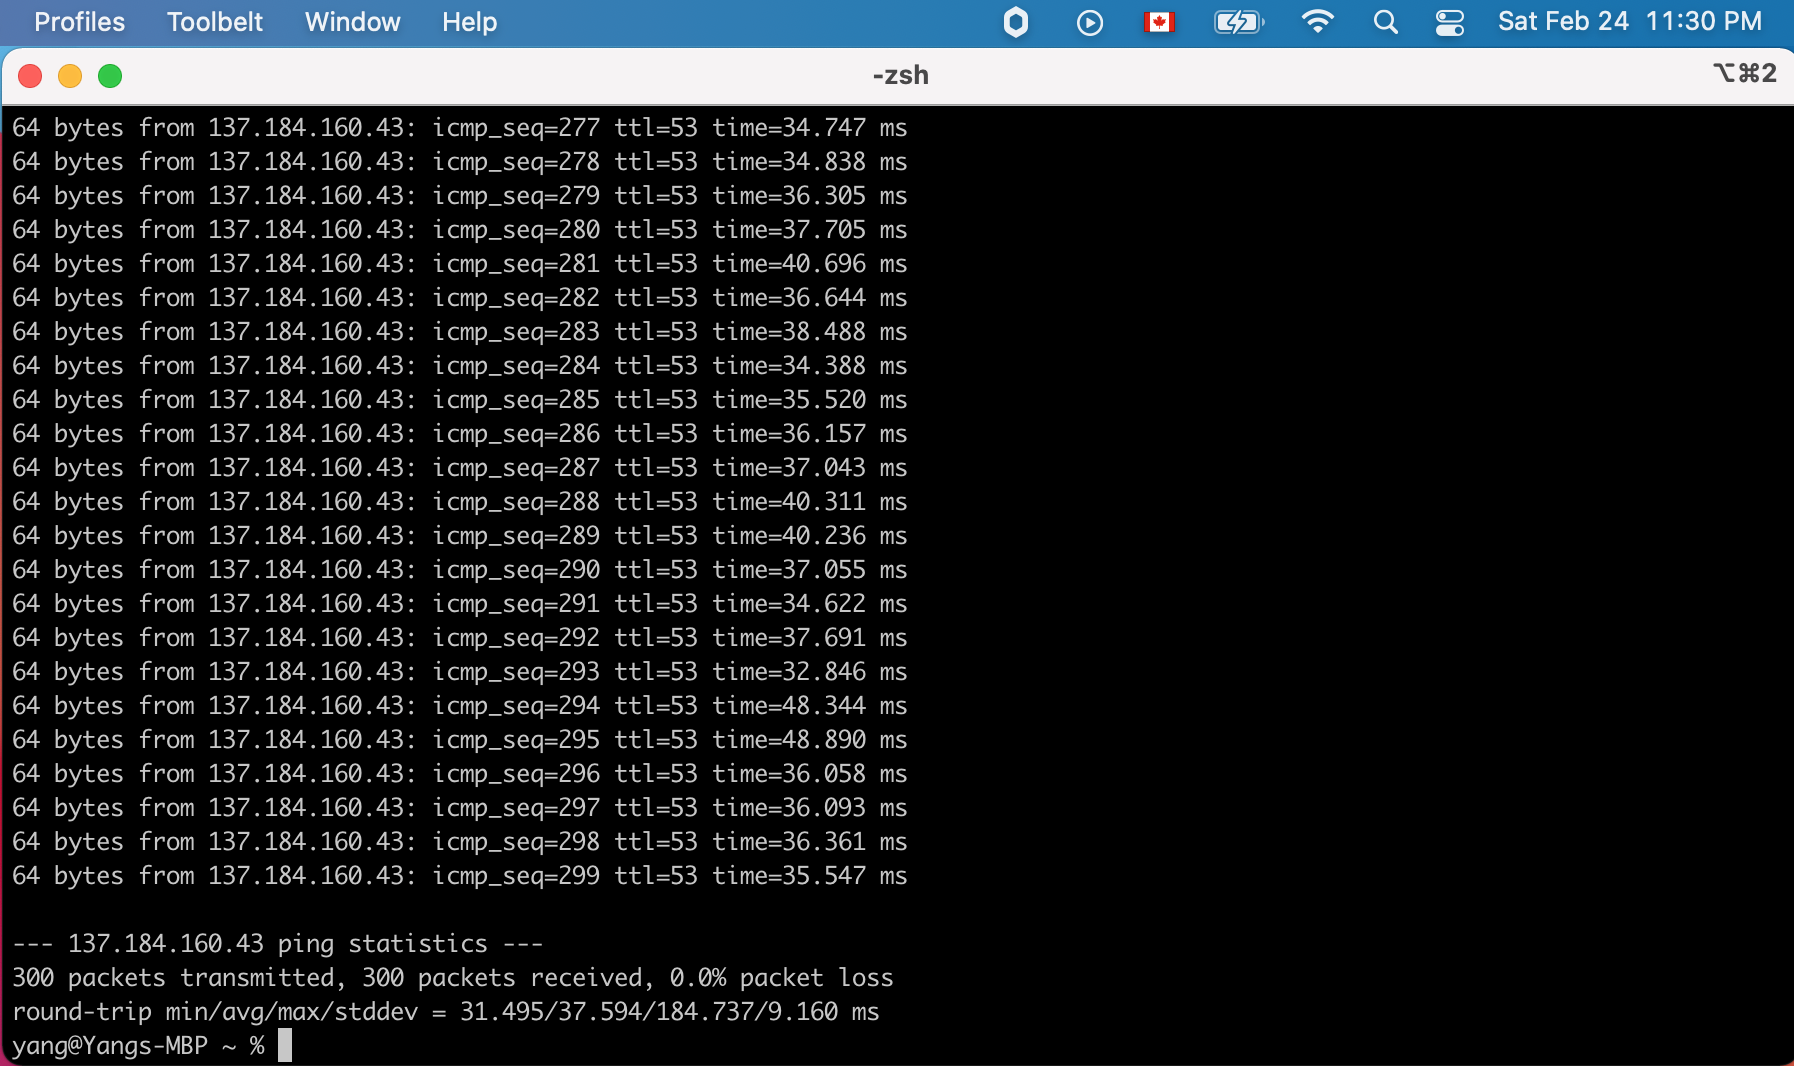 Profiles Toolbelt Window Help Sat Feb 24 11:30 PM
-zsh ⌥⌘2
64 bytes from 137.184.160.43: icmp_seq=277 ttl=53 time=34.747 ms
64 bytes from 137.184.160.43: icmp_seq=278 ttl=53 time=34.838 ms
64 bytes from 137.184.160.43: icmp_seq=279 ttl=53 time=36.305 ms
64 bytes from 137.184.160.43: icmp_seq=280 ttl=53 time=37.705 ms
64 bytes from 137.184.160.43: icmp_seq=281 ttl=53 time=40.696 ms
64 bytes from 137.184.160.43: icmp_seq=282 ttl=53 time=36.644 ms
64 bytes from 137.184.160.43: icmp_seq=283 ttl=53 time=38.488 ms
64 bytes from 137.184.160.43: icmp_seq=284 ttl=53 time=34.388 ms
64 bytes from 137.184.160.43: icmp_seq=285 ttl=53 time=35.520 ms
64 bytes from 137.184.160.43: icmp_seq=286 ttl=53 time=36.157 ms
64 bytes from 137.184.160.43: icmp_seq=287 ttl=53 time=37.043 ms
64 bytes from 137.184.160.43: icmp_seq=288 ttl=53 time=40.311 ms
64 bytes from 137.184.160.43: icmp_seq=289 ttl=53 time=40.236 ms
64 bytes from 137.184.160.43: icmp_seq=290 ttl=53 time=37.055 ms
64 bytes from 137.184.160.43: icmp_seq=291 ttl=53 time=34.622 ms
64 bytes from 137.184.160.43: icmp_seq=292 ttl=53 time=37.691 ms
64 bytes from 137.184.160.43: icmp_seq=293 ttl=53 time=32.846 ms
64 bytes from 137.184.160.43: icmp_seq=294 ttl=53 time=48.344 ms
64 bytes from 137.184.160.43: icmp_seq=295 ttl=53 time=48.890 ms
64 bytes from 137.184.160.43: icmp_seq=296 ttl=53 time=36.058 ms
64 bytes from 137.184.160.43: icmp_seq=297 ttl=53 time=36.093 ms
64 bytes from 137.184.160.43: icmp_seq=298 ttl=53 time=36.361 ms
64 bytes from 137.184.160.43: icmp_seq=299 ttl=53 time=35.547 ms
--- 137.184.160.43 ping statistics ---
300 packets transmitted, 300 packets received, 0.0% packet loss
round-trip min/avg/max/stddev = 31.495/37.594/184.737/9.160 ms
yang@Yangs-MBP ~ %